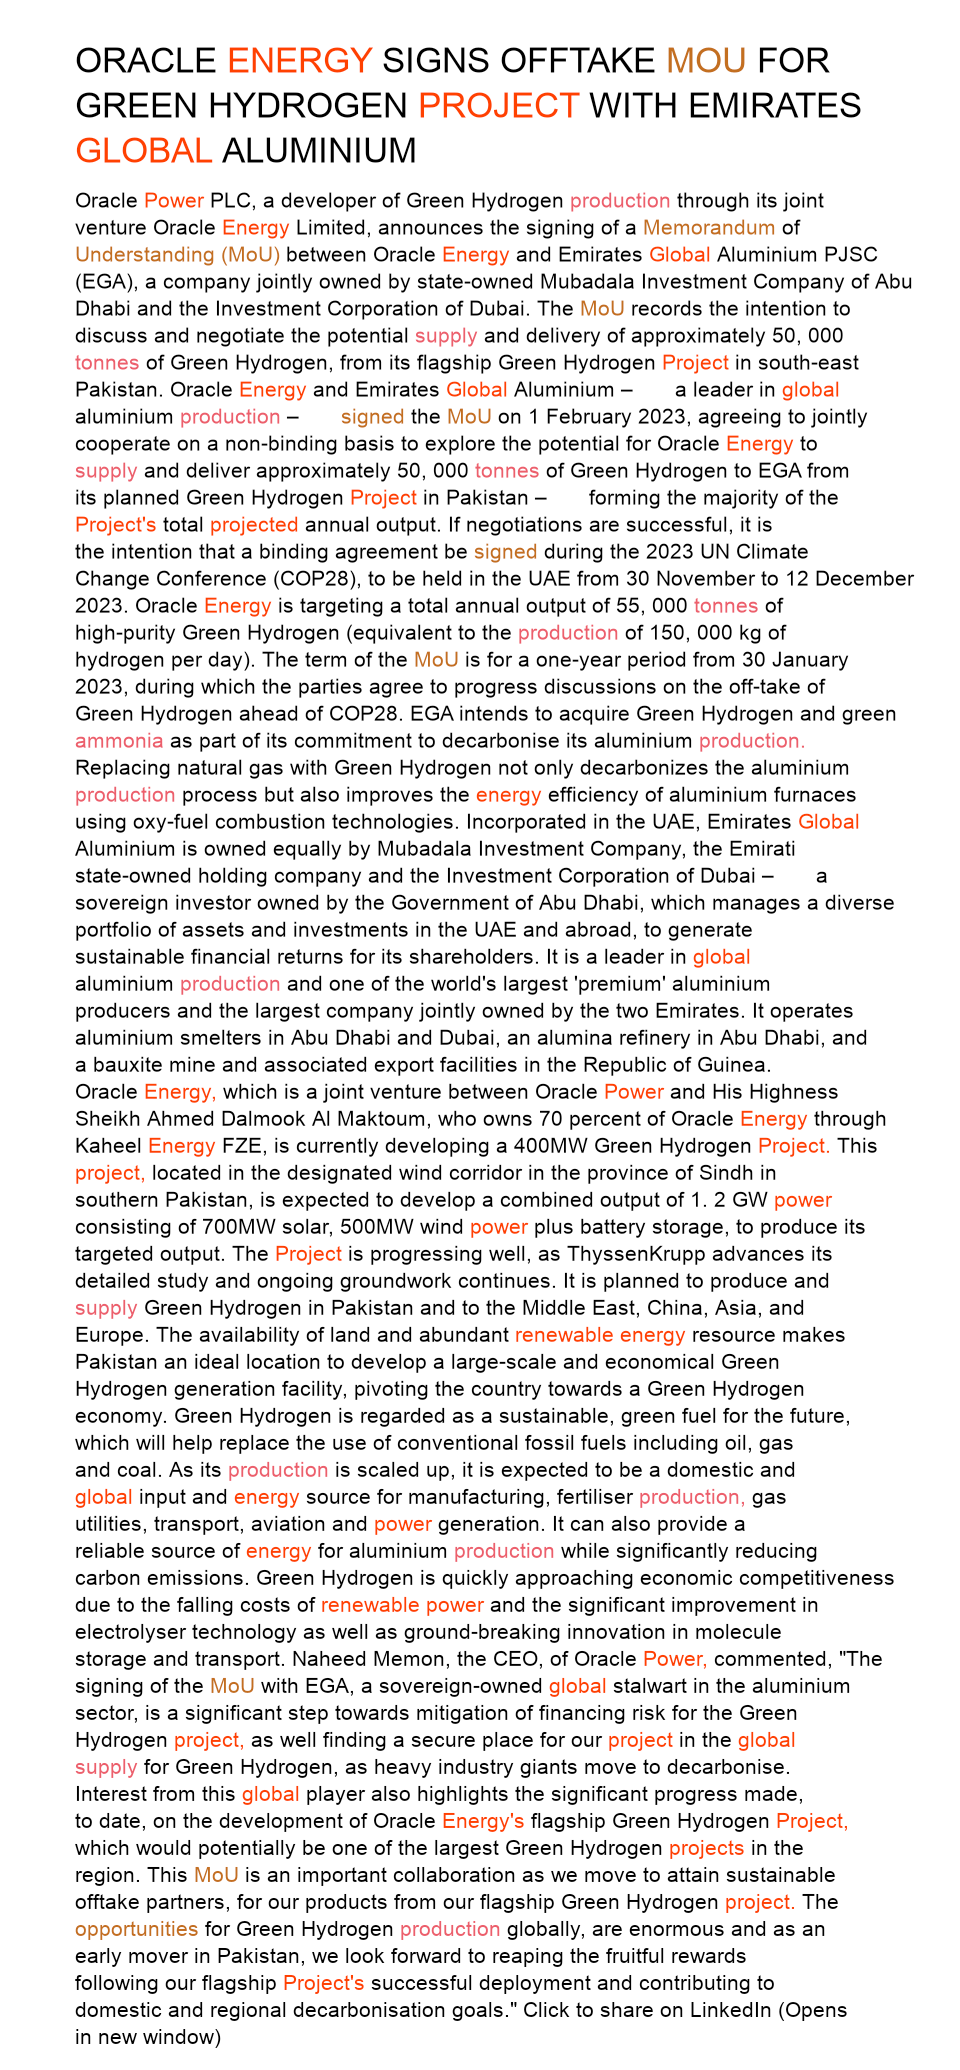 ORACLE ENERGY SIGNS OFFTAKE MOU FOR
GREEN HYDROGEN PROJECT WITH EMIRATES
GLOBAL ALUMINIUM
Oracle Power PLC, a developer of Green Hydrogen production through its joint
venture Oracle Energy Limited, announces the signing of a Memorandum of
Understanding (MoU) between Oracle Energy and Emirates Global Aluminium PJSC
(EGA), a company jointly owned by state-owned Mubadala Investment Company of Abu
Dhabi and the Investment Corporation of Dubai. The MoU records the intention to
discuss and negotiate the potential supply and delivery of approximately 50, 000
tonnes of Green Hydrogen, from its flagship Green Hydrogen Project in south-east
Pakistan. Oracle Energy and Emirates Global Aluminium – a leader in global
aluminium production – signed the MoU on 1 February 2023, agreeing to jointly
cooperate on a non-binding basis to explore the potential for Oracle Energy to
supply and deliver approximately 50, 000 tonnes of Green Hydrogen to EGA from
its planned Green Hydrogen Project in Pakistan – forming the majority of the
Project's total projected annual output. If negotiations are successful, it is
the intention that a binding agreement be signed during the 2023 UN Climate
Change Conference (COP28), to be held in the UAE from 30 November to 12 December
2023. Oracle Energy is targeting a total annual output of 55, 000 tonnes of
high-purity Green Hydrogen (equivalent to the production of 150, 000 kg of
hydrogen per day). The term of the MoU is for a one-year period from 30 January
2023, during which the parties agree to progress discussions on the off-take of
Green Hydrogen ahead of COP28. EGA intends to acquire Green Hydrogen and green
ammonia as part of its commitment to decarbonise its aluminium production.
Replacing natural gas with Green Hydrogen not only decarbonizes the aluminium
production process but also improves the energy efficiency of aluminium furnaces
using oxy-fuel combustion technologies. Incorporated in the UAE, Emirates Global
Aluminium is owned equally by Mubadala Investment Company, the Emirati
state-owned holding company and the Investment Corporation of Dubai – a
sovereign investor owned by the Government of Abu Dhabi, which manages a diverse
portfolio of assets and investments in the UAE and abroad, to generate
sustainable financial returns for its shareholders. It is a leader in global
aluminium production and one of the world's largest 'premium' aluminium
producers and the largest company jointly owned by the two Emirates. It operates
aluminium smelters in Abu Dhabi and Dubai, an alumina refinery in Abu Dhabi, and
a bauxite mine and associated export facilities in the Republic of Guinea.
Oracle Energy, which is a joint venture between Oracle Power and His Highness
Sheikh Ahmed Dalmook Al Maktoum, who owns 70 percent of Oracle Energy through
Kaheel Energy FZE, is currently developing a 400MW Green Hydrogen Project. This
project, located in the designated wind corridor in the province of Sindh in
southern Pakistan, is expected to develop a combined output of 1. 2 GW power
consisting of 700MW solar, 500MW wind power plus battery storage, to produce its
targeted output. The Project is progressing well, as ThyssenKrupp advances its
detailed study and ongoing groundwork continues. It is planned to produce and
supply Green Hydrogen in Pakistan and to the Middle East, China, Asia, and
Europe. The availability of land and abundant renewable energy resource makes
Pakistan an ideal location to develop a large-scale and economical Green
Hydrogen generation facility, pivoting the country towards a Green Hydrogen
economy. Green Hydrogen is regarded as a sustainable, green fuel for the future,
which will help replace the use of conventional fossil fuels including oil, gas
and coal. As its production is scaled up, it is expected to be a domestic and
global input and energy source for manufacturing, fertiliser production, gas
utilities, transport, aviation and power generation. It can also provide a
reliable source of energy for aluminium production while significantly reducing
carbon emissions. Green Hydrogen is quickly approaching economic competitiveness
due to the falling costs of renewable power and the significant improvement in
electrolyser technology as well as ground-breaking innovation in molecule
storage and transport. Naheed Memon, the CEO, of Oracle Power, commented, "The
signing of the MoU with EGA, a sovereign-owned global stalwart in the aluminium
sector, is a significant step towards mitigation of financing risk for the Green
Hydrogen project, as well finding a secure place for our project in the global
supply for Green Hydrogen, as heavy industry giants move to decarbonise.
Interest from this global player also highlights the significant progress made,
to date, on the development of Oracle Energy's flagship Green Hydrogen Project,
which would potentially be one of the largest Green Hydrogen projects in the
region. This MoU is an important collaboration as we move to attain sustainable
offtake partners, for our products from our flagship Green Hydrogen project. The
opportunities for Green Hydrogen production globally, are enormous and as an
early mover in Pakistan, we look forward to reaping the fruitful rewards
following our flagship Project's successful deployment and contributing to
domestic and regional decarbonisation goals." Click to share on LinkedIn (Opens
in new window)